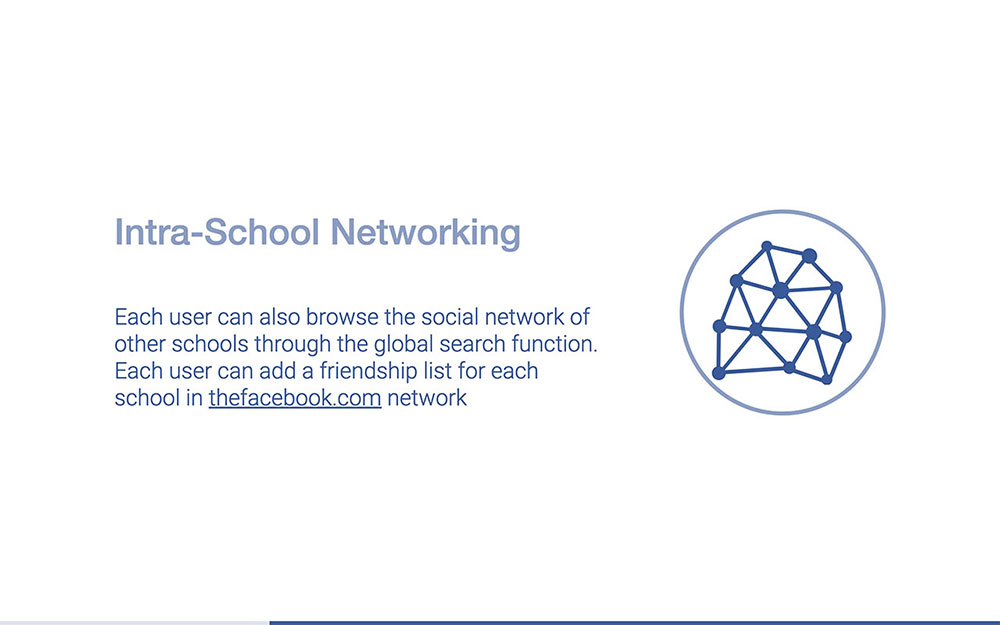 Intra-School Networking
Each user can also browse the social network of
other schools through the global search function.
Each user can add a friendship list for each
school in thefacebook.com network